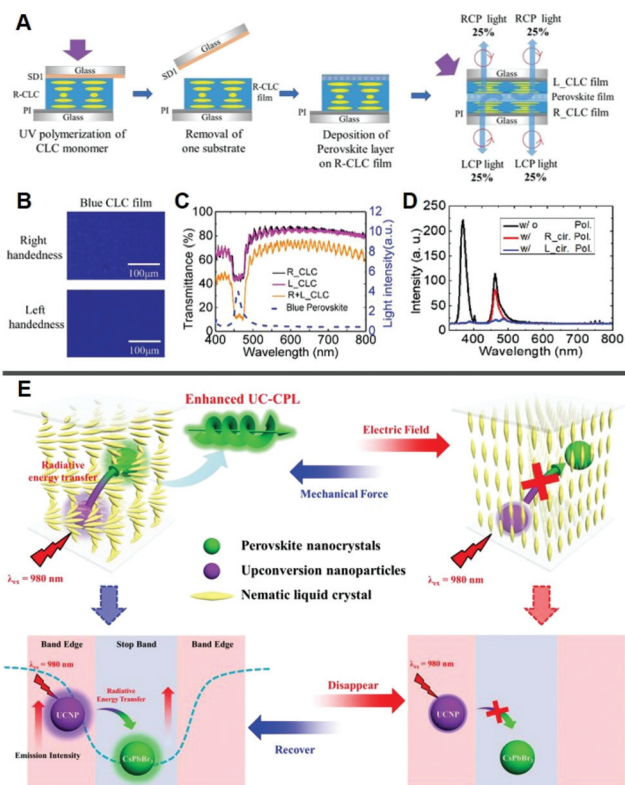 A
Glass
SD1
R-CLC
PI
Glass
UV polymerization of
CLC monomer
Glass
SD1
R-CLC
film
Glass
Removal of
one substrate
Glass
Deposition of
Perovskite layer
on R-CLC film
RCP light
25%
RCP light
25%
Glass
L_CLC film
Perovskite film
PI
R_CLC film
Glass
LCP light
25%
LCP light
25%
B
Blue CLC film
Right
handedness
100μm
Left
handedness
100μm
C
Transmittance (%)
100
80
60
40
20
0
R_CLC
L_CLC
R+L_CLC
Blue Perovskite
12
10
8
6
4
2
0
Light intensity(a.u.)
400 500 600 700 800
Wavelength (nm)
D
Intensity (a. u.)
250
200
150
100
50
0
w/ o Pol.
w/ R_cir. Pol.
w/ L_cir. Pol.
400 500 600 700 800
Wavelength (nm)
E
Enhanced UC-CPL
Radiative
energy transfer
λex = 980 nm
Electric Field
Mechanical Force
Perovskite nanocrystals
Upconversion nanoparticles
Nematic liquid crystal
λex = 980 nm
Band Edge
Stop Band
Band Edge
λex = 980 nm
UCNP
Radiative
Energy Transfer
Emission Intensity
CsPbBr3
Disappear
Recover
λex = 980 nm
UCNP
CsPbBr3